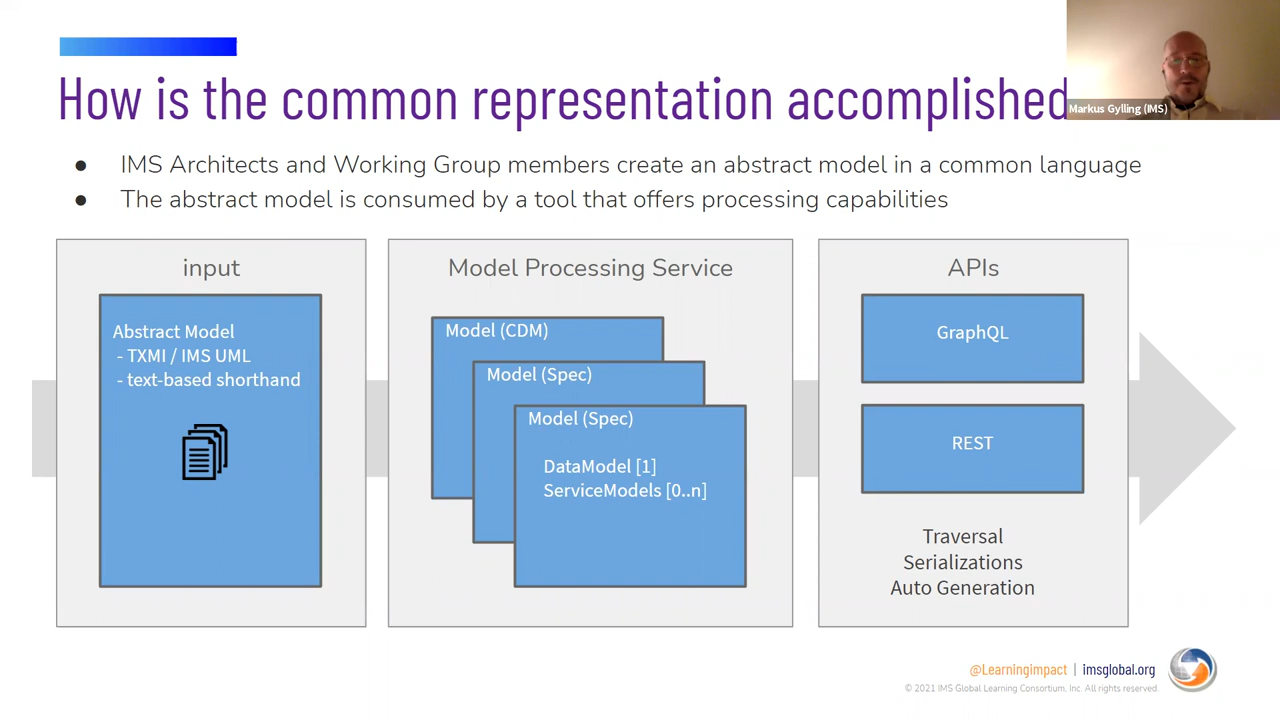 How is the common representation accomplished
Markus Gylling (IMS)
● IMS Architects and Working Group members create an abstract model in a common language
● The abstract model is consumed by a tool that offers processing capabilities
input
Abstract Model
- TXMI / IMS UML
- text-based shorthand
Model Processing Service
Model (CDM)
Model (Spec)
Model (Spec)
DataModel [1]
ServiceModels [0..n]
APIs
GraphQL
REST
Traversal
Serializations
Auto Generation
@Learningimpact | imsglobal.org
© 2021 IMS Global Learning Consortium, Inc. All rights reserved.